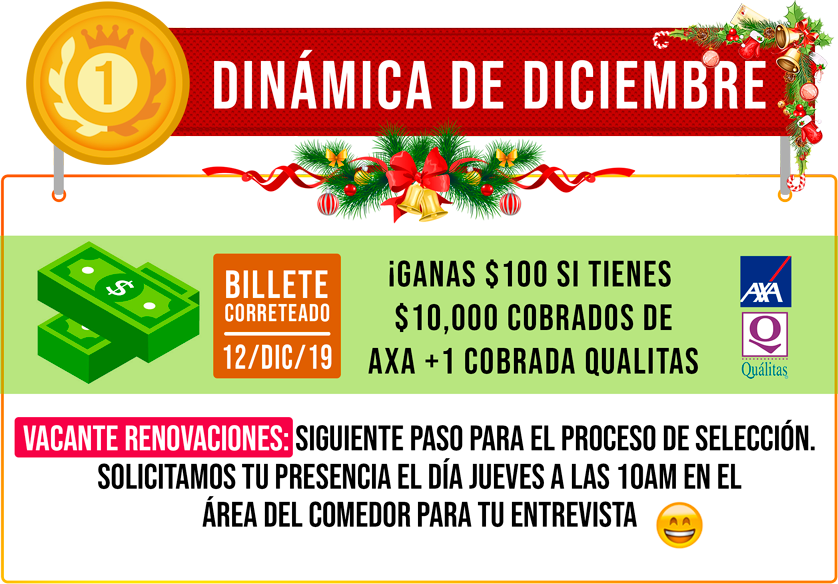 1
DINÁMICA DE DICIEMBRE
$
BILLETE
CORRETEADO
12/DIC/19
¡GANAS $100 SI TIENES
$10,000 COBRADOS DE
AXA +1 COBRADA QUALITAS
AXA
Q
Quálitas
VACANTE RENOVACIONES: SIGUIENTE PASO PARA EL PROCESO DE SELECCIÓN.
SOLICITAMOS TU PRESENCIA EL DÍA JUEVES A LAS 10AM EN EL
ÁREA DEL COMEDOR PARA TU ENTREVISTA